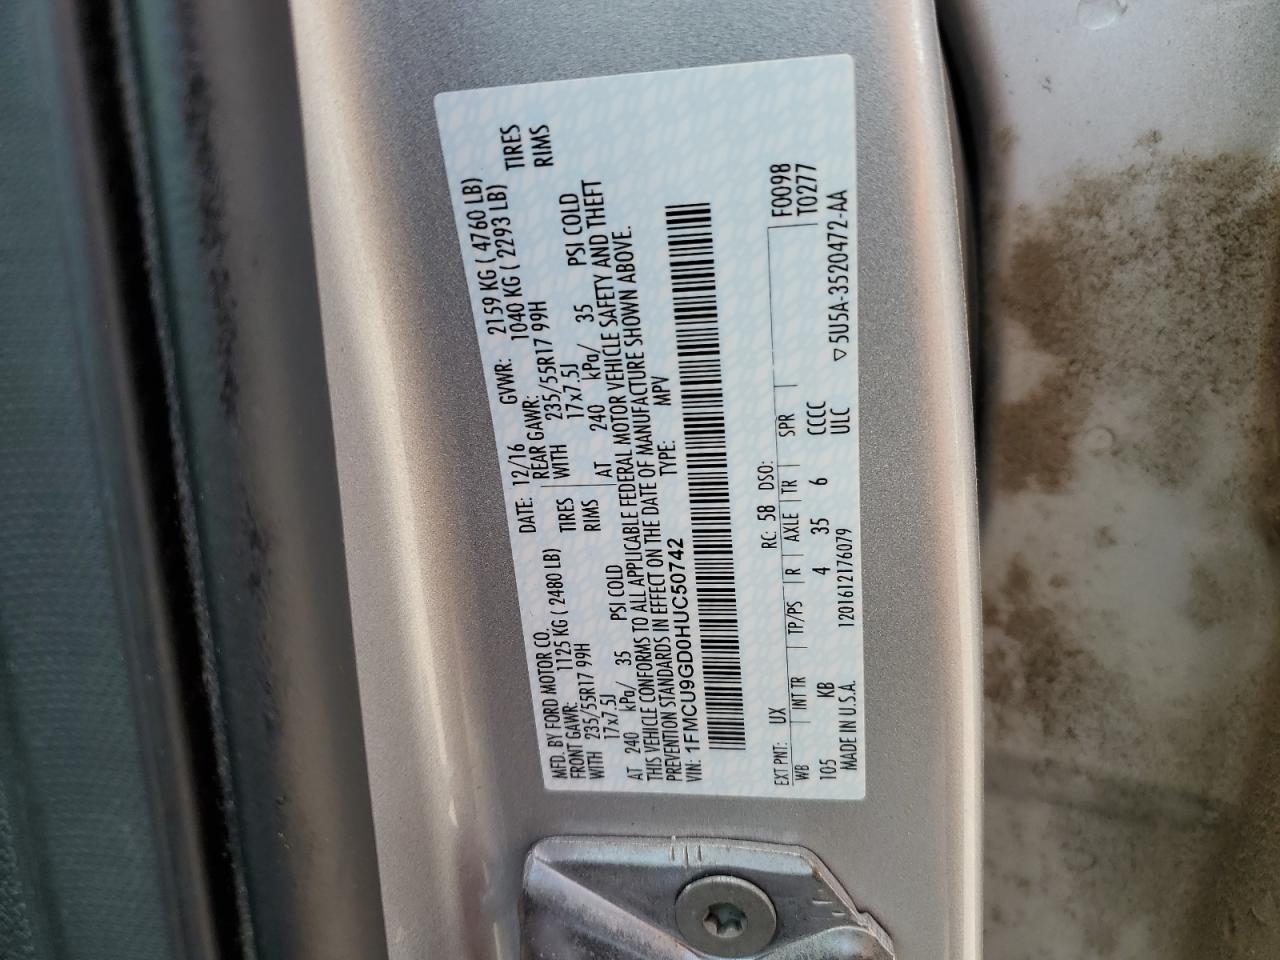 MFD. BY FORD MOTOR CO. DATE: 12/16 GVWR: 2159 KG ( 4760 LB)
FRONT GAWR: 1125 KG ( 2480 LB) REAR GAWR: 1040 KG ( 2293 LB)
WITH 235/55R17 99H TIRES WITH 235/55R17 99H TIRES
17x7.5J RIMS 17x7.5J RIMS
AT 240 kPa/ 35 PSI COLD AT 240 kPa/ 35 PSI COLD
THIS VEHICLE CONFORMS TO ALL APPLICABLE FEDERAL MOTOR VEHICLE SAFETY AND THEFT
PREVENTION STANDARDS IN EFFECT ON THE DATE OF MANUFACTURE SHOWN ABOVE.
VIN: 1FMCU9GD0HUC50742 TYPE: MPV
EXT PNT: UX RC: 58 DSO: F0098
WB INT TR TP/PS R AXLE TR SPR T0277
105 KB 4 35 6 CCCC
MADE IN U.S.A. 1201612176079 ULC ▽5U5A-3520472-AA